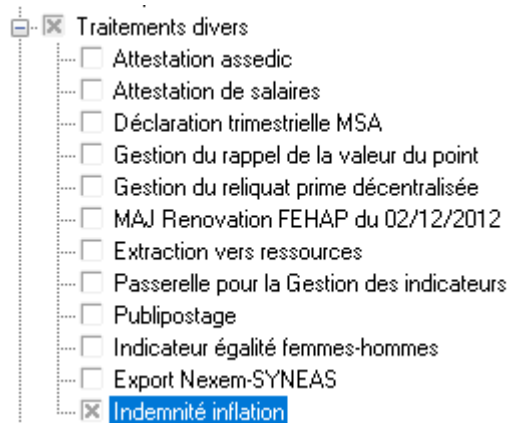 Traitements divers
Attestation assedic
Attestation de salaires
Déclaration trimestrielle MSA
Gestion du rappel de la valeur du point
Gestion du reliquat prime décentralisée
MAJ Renovation FEHAP du 02/12/2012
Extraction vers ressources
Passerelle pour la Gestion des indicateurs
Publipostage
Indicateur égalité femmes-hommes
Export Nexem-SYNEAS
Indemnité inflation